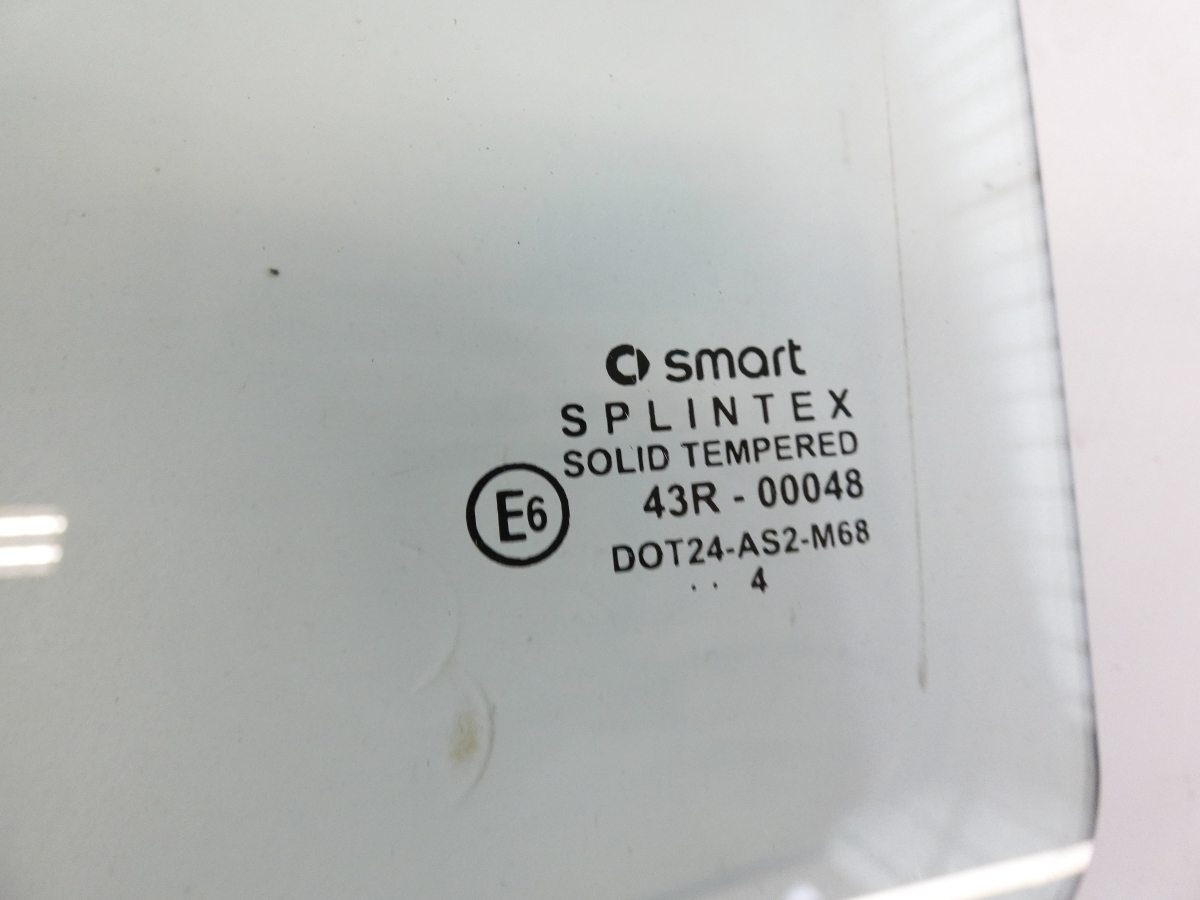 smart
SPLINTEX
SOLID TEMPERED
E6
43R - 00048
DOT24-AS2-M68
. . 4